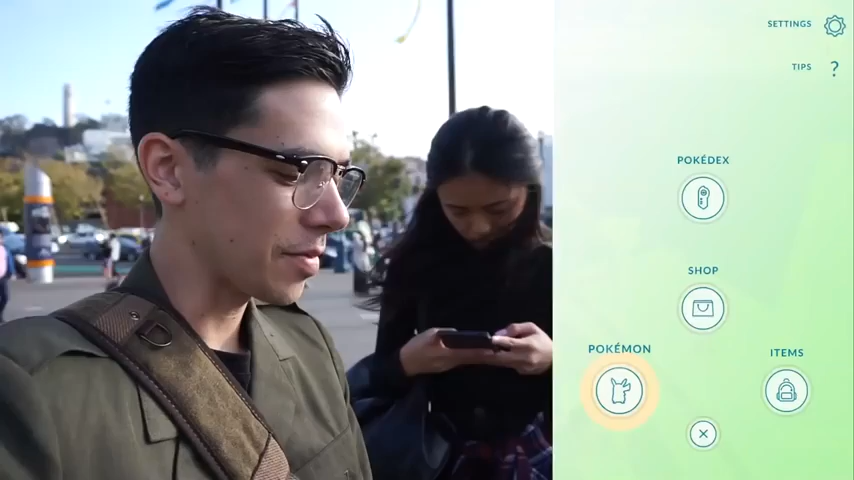 SETTINGS
TIPS
?
POKÉDEX
SHOP
POKÉMON
ITEMS